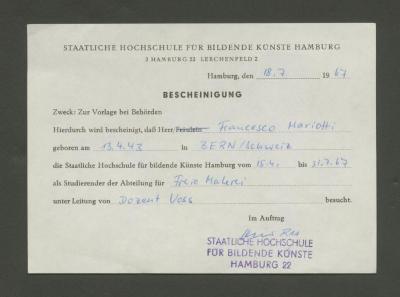 STAATLICHE HOCHSCHULE FÜR BILDENDE KÜNSTE HAMBURG
2 HAMBURG 22 LERCHENFELD 2
Hamburg, den 18.7. 1967
BESCHEINIGUNG
Zweck: Zur Vorlage bei Behörden
Hierdurch wird bescheinigt, daß Herr/Fräulein Francesco Mariotti
geboren am 13.4.43 in BERN/Schweiz
die Staatliche Hochschule für bildende Künste Hamburg vom 15.4. bis 31.7.67
als Studierender der Abteilung für Freie Malerei
unter Leitung von Dozent Voss besucht.
Im Auftrag
STAATLICHE HOCHSCHULE
FÜR BILDENDE KÜNSTE
HAMBURG 22